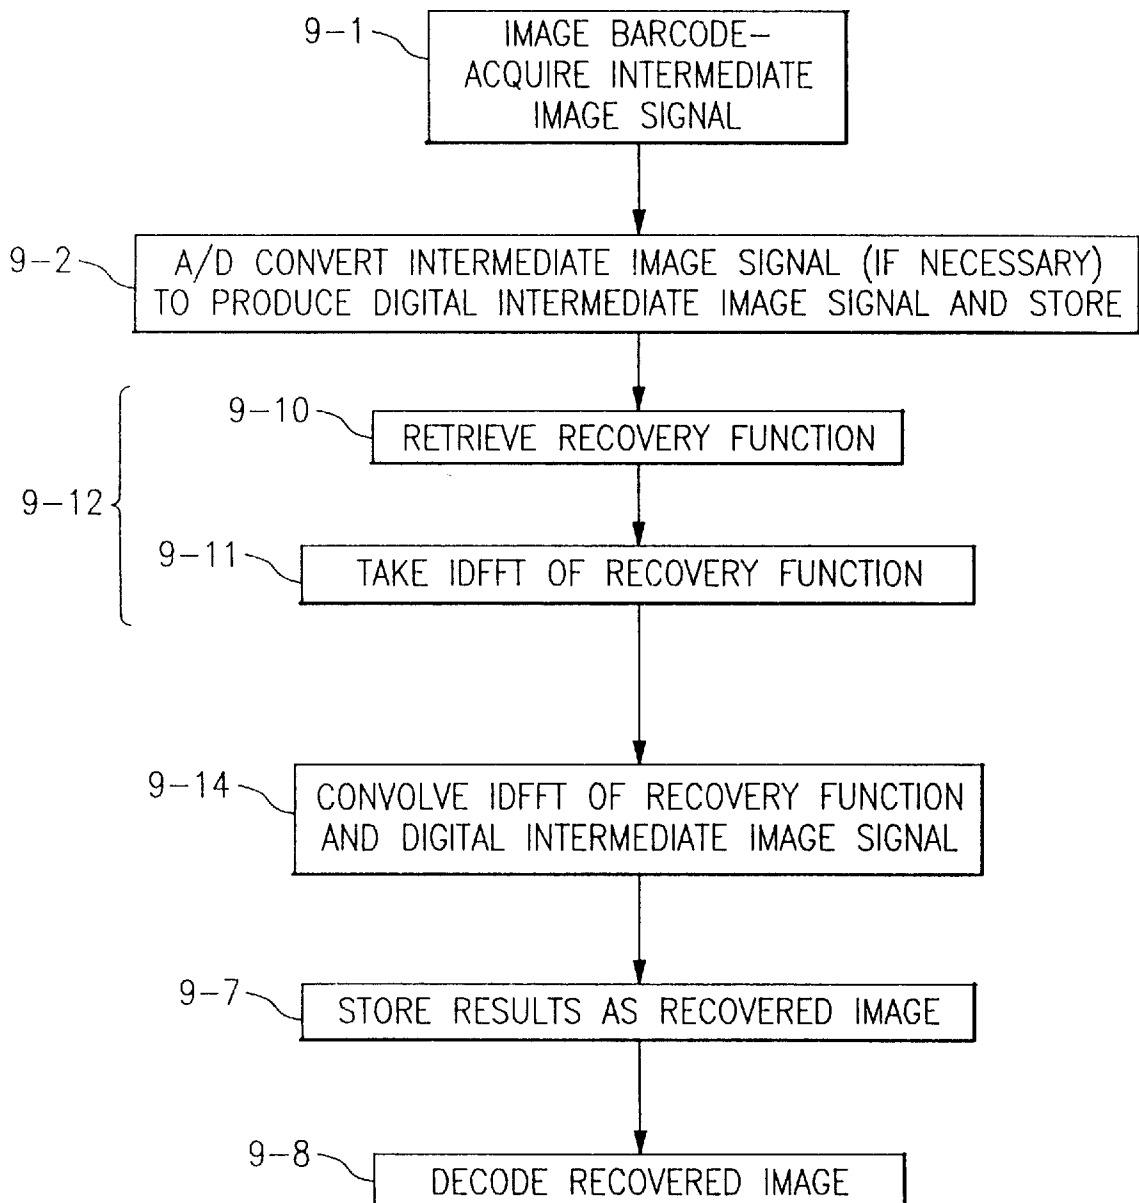 9-1
IMAGE BARCODE-
ACQUIRE INTERMEDIATE
IMAGE SIGNAL
9-2
A/D CONVERT INTERMEDIATE IMAGE SIGNAL (IF NECESSARY)
TO PRODUCE DIGITAL INTERMEDIATE IMAGE SIGNAL AND STORE
9-10
RETRIEVE RECOVERY FUNCTION
9-12
9-11
TAKE IDFFT OF RECOVERY FUNCTION
9-14
CONVOLVE IDFFT OF RECOVERY FUNCTION
AND DIGITAL INTERMEDIATE IMAGE SIGNAL
9-7
STORE RESULTS AS RECOVERED IMAGE
9-8
DECODE RECOVERED IMAGE